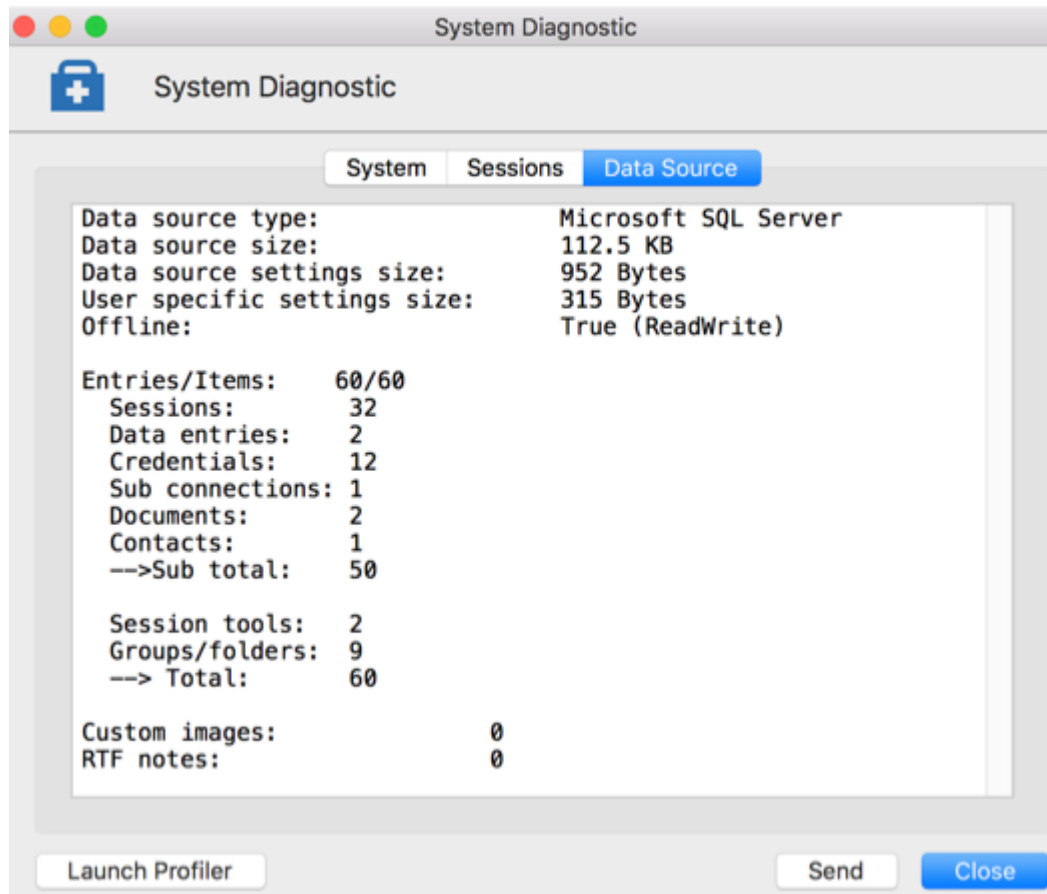 System Diagnostic
System Diagnostic
System Sessions Data Source
Data source type: Microsoft SQL Server
Data source size: 112.5 KB
Data source settings size: 952 Bytes
User specific settings size: 315 Bytes
Offline: True (ReadWrite)
Entries/Items: 60/60
Sessions: 32
Data entries: 2
Credentials: 12
Sub connections: 1
Documents: 2
Contacts: 1
-->Sub total: 50
Session tools: 2
Groups/folders: 9
--> Total: 60
Custom images: 0
RTF notes: 0
Launch Profiler Send Close